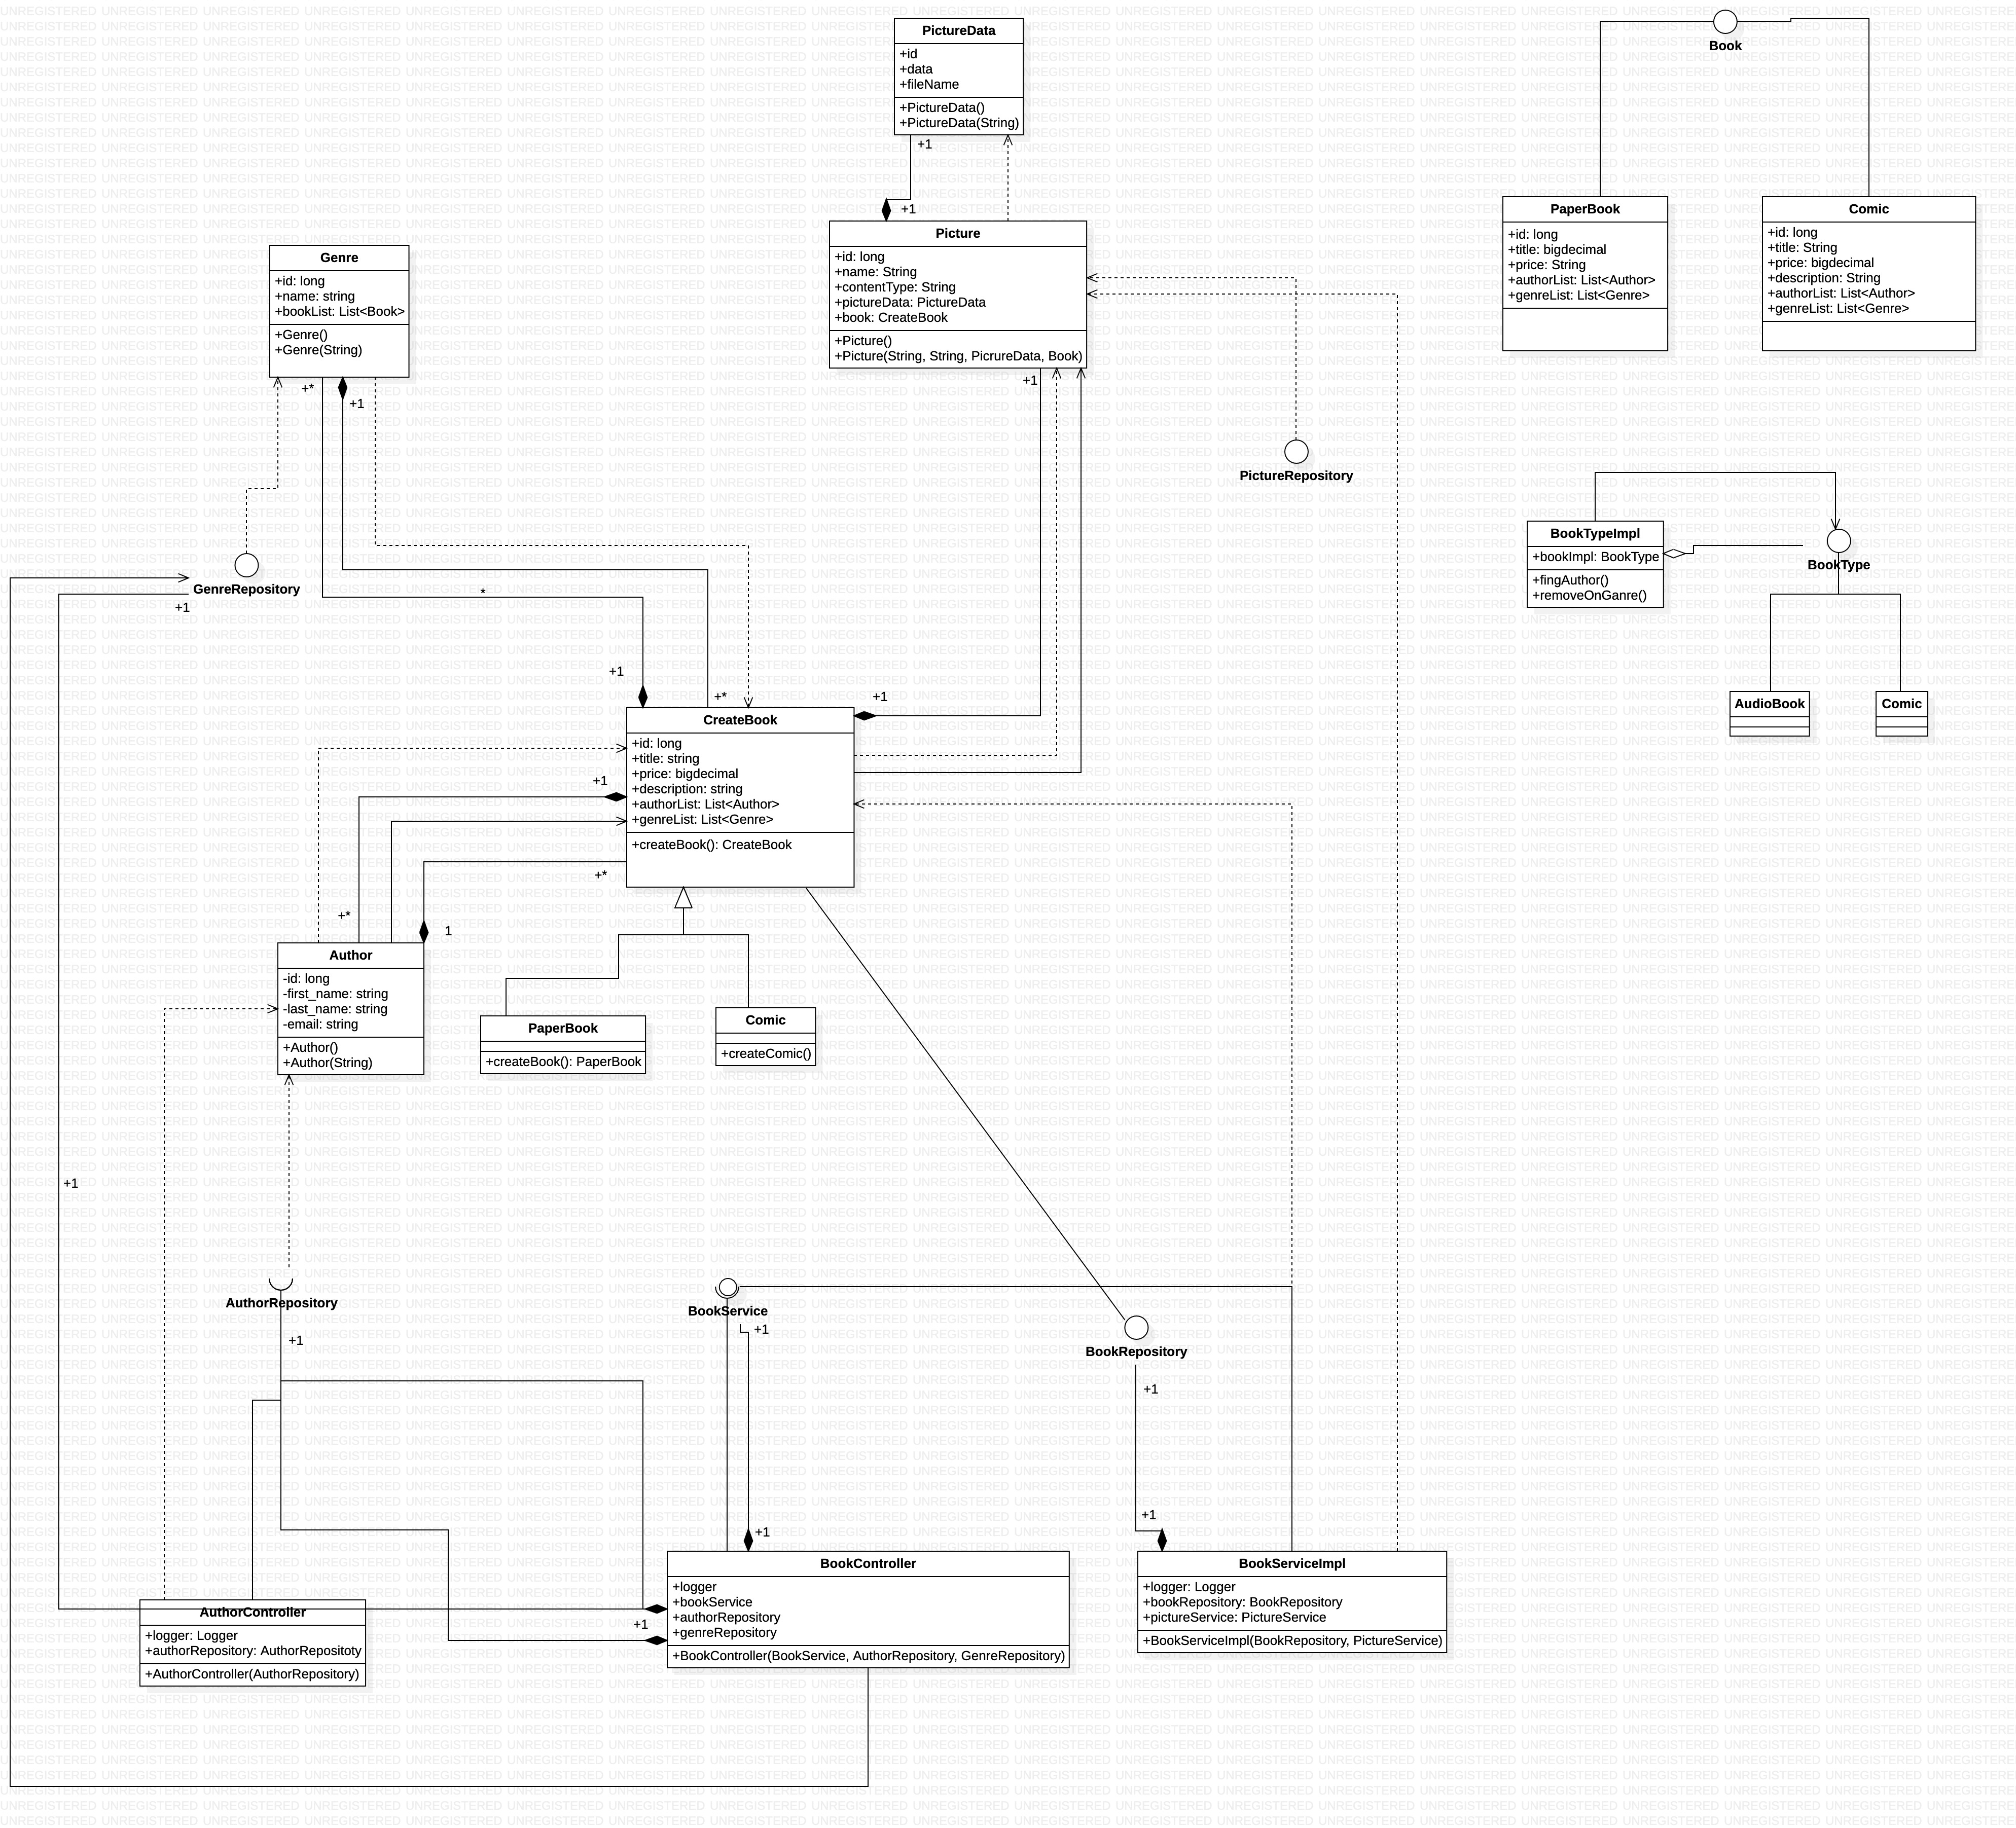 PictureData
+id
+data
+fileName
+PictureData()
+PictureData(String)
+1
+1
Book
PaperBook
+id: long
+title: bigdecimal
+price: String
+authorList: List<Author>
+genreList: List<Genre>
Comic
+id: long
+title: String
+price: bigdecimal
+description: String
+authorList: List<Author>
+genreList: List<Genre>
Picture
+id: long
+name: String
+contentType: String
+pictureData: PictureData
+book: CreateBook
+Picture()
+Picture(String, String, PicrureData, Book)
+1
Genre
+id: long
+name: string
+bookList: List<Book>
+Genre()
+Genre(String)
+*
+1
PictureRepository
BookTypeImpl
+bookImpl: BookType
+fingAuthor()
+removeOnGanre()
BookType
AudioBook
Comic
GenreRepository
+1
*
+1
+*
+1
CreateBook
+id: long
+title: string
+price: bigdecimal
+description: string
+authorList: List<Author>
+genreList: List<Genre>
+createBook(): CreateBook
+1
+*
+*
1
Author
-id: long
-first_name: string
-last_name: string
-email: string
+Author()
+Author(String)
PaperBook
+createBook(): PaperBook
Comic
+createComic()
+1
AuthorRepository
+1
BookService
+1
BookRepository
+1
+1
+1
+1
AuthorController
+logger: Logger
+authorRepository: AuthorRepositoty
+AuthorController(AuthorRepository)
BookController
+logger
+bookService
+authorRepository
+genreRepository
+BookController(BookService, AuthorRepository, GenreRepository)
BookServiceImpl
+logger: Logger
+bookRepository: BookRepository
+pictureService: PictureService
+BookServiceImpl(BookRepository, PictureService)
UNREGISTERED